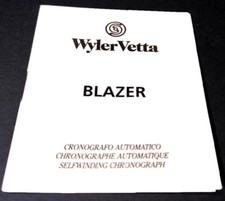 WylerVetta
BLAZER
CRONOGRAFO AUTOMATICO
CHRONOGRAPHE AUTOMATIQUE
SELFWINDING CHRONOGRAPH